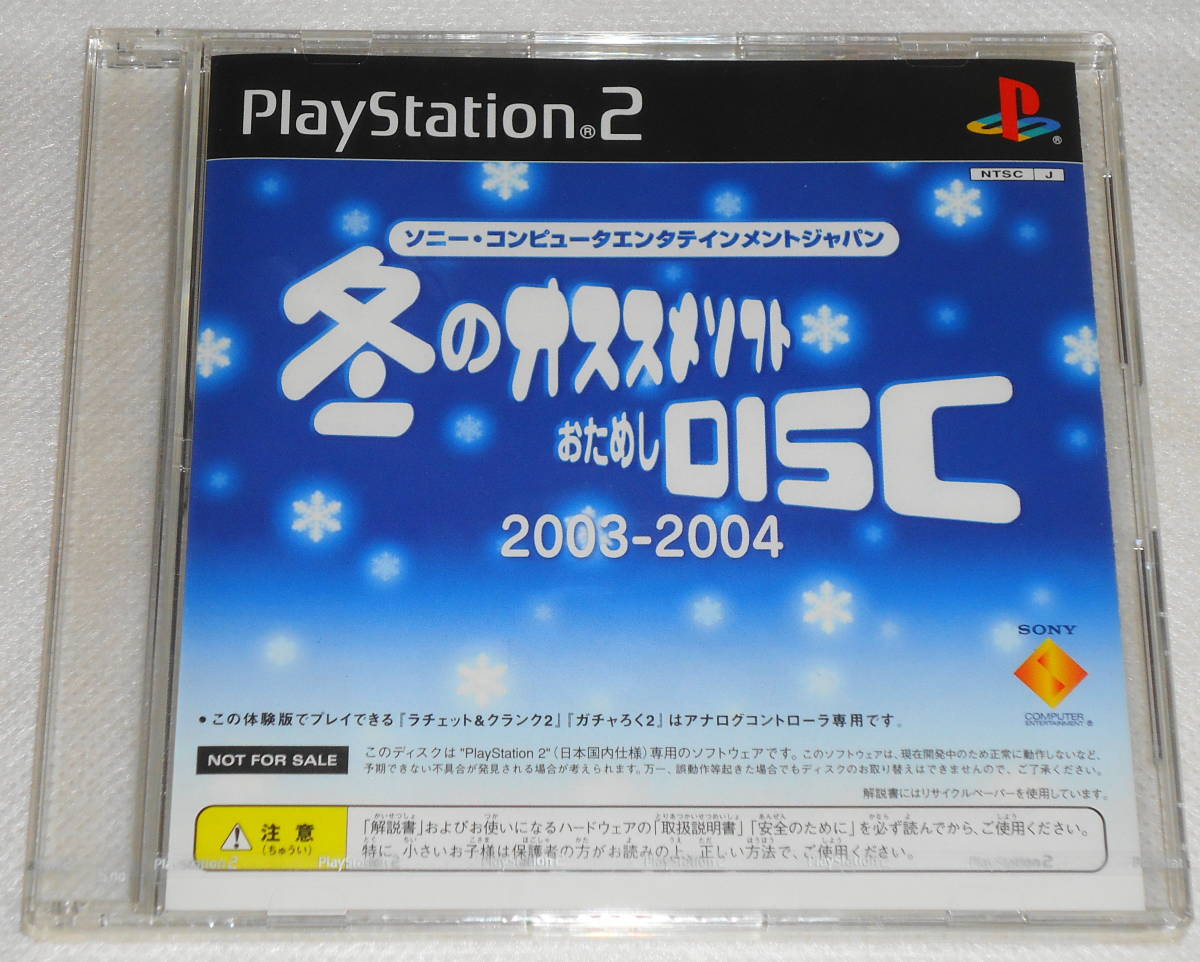 PlayStation®2
NTSC J
ソニー・コンピュータエンタテインメントジャパン
冬のオススメソフト
おためしDISC
2003-2004
SONY
COMPUTER
ENTERTAINMENT ®
●この体験版でプレイできる『ラチェット&クランク2』『ガチャろく2』はアナログコントローラ専用です。
NOT FOR SALE
このディスクは "PlayStation 2"(日本国内仕様)専用のソフトウェアです。このソフトウェアは、現在開発中のため正常に動作しないなど、
予期できない不具合が発見される場合が考えられます。万一、誤動作等起きた場合でもディスクのお取り替えはできませんので、ご了承ください。
解説書にはリサイクルペーパーを使用しています。
注意
(ちゅうい)
「解説書」およびお使いになるハードウェアの「取扱説明書」「安全のために」を必ず読んでから、ご使用ください。
特に、小さいお子様は保護者の方がお読みの上、正しい方法で、ご使用ください。
PlayStation 2 PlayStation 2 PlayStation 2 PlayStation 2 PlayStation 2